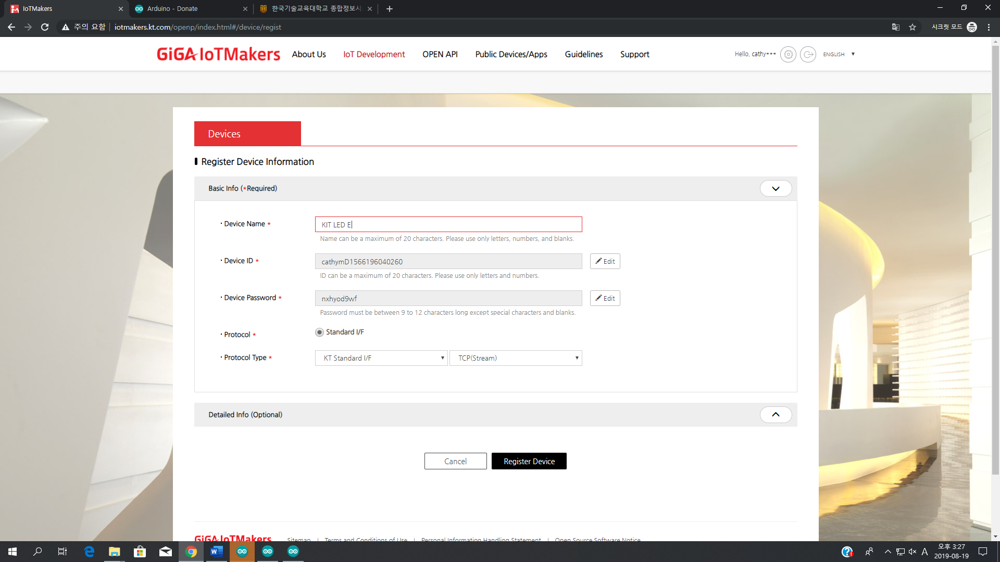 IoTMakers
Arduino - Donate
한국기술교육대학교 종합정보시
주의 요함
iotmakers.kt.com/openp/index.html#/device/regist
시크릿 모드
GiGA IoTMakers
About Us
IoT Development
OPEN API
Public Devices/Apps
Guidelines
Support
Hello, cathy***
ENGLISH
Devices
Register Device Information
Basic Info (*Required)
· Device Name *
KIT LED E
Name can be a maximum of 20 characters. Please use only letters, numbers, and blanks.
· Device ID *
cathymD1566196040260
Edit
ID can be a maximum of 20 characters. Please use only letters and numbers.
· Device Password *
nxhyod9wf
Edit
Password must be between 9 to 12 characters long except special characters and blanks.
· Protocol *
Standard I/F
· Protocol Type *
KT Standard I/F
TCP(Stream)
Detailed Info (Optional)
Cancel
Register Device
GiGA IoTMakers
Sitemap | Terms and Conditions of Use | Personal Information Handling Statement | Open Source Software Notice
A
오후 3:27
2019-08-19